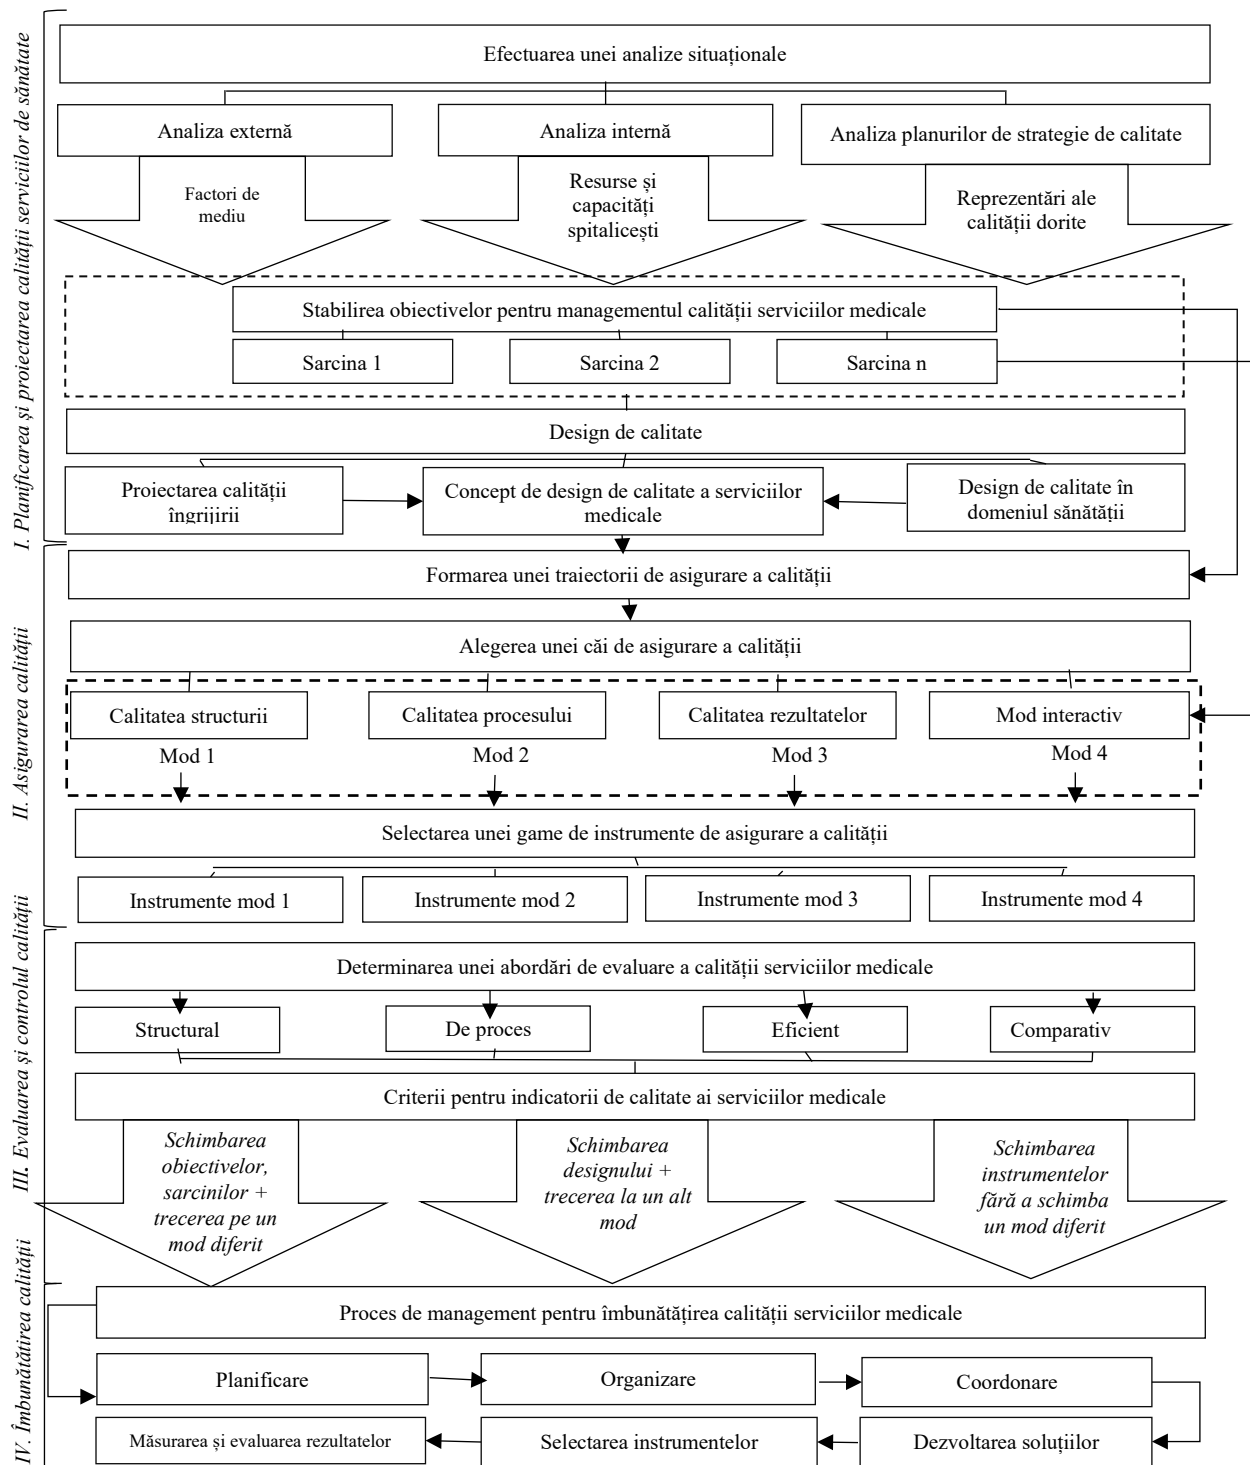 I. Planificarea și proiectarea calității serviciilor de sănătate
Efectuarea unei analize situaționale
Analiza externă
Analiza internă
Analiza planurilor de strategie de calitate
Factori de
mediu
Resurse și
capacități
spitalicești
Reprezentări ale
calității dorite
Stabilirea obiectivelor pentru managementul calității serviciilor medicale
Sarcina 1
Sarcina 2
Sarcina n
Design de calitate
Proiectarea calității
îngrijirii
Concept de design de calitate a serviciilor
medicale
Design de calitate în
domeniul sănătății
II. Asigurarea calității
Formarea unei traiectorii de asigurare a calității
Alegerea unei căi de asigurare a calității
Calitatea structurii
Calitatea procesului
Calitatea rezultatelor
Mod interactiv
Mod 1
Mod 2
Mod 3
Mod 4
Selectarea unei game de instrumente de asigurare a calității
Instrumente mod 1
Instrumente mod 2
Instrumente mod 3
Instrumente mod 4
III. Evaluarea și controlul calității
Determinarea unei abordări de evaluare a calității serviciilor medicale
Structural
De proces
Eficient
Comparativ
Criterii pentru indicatorii de calitate ai serviciilor medicale
Schimbarea
obiectivelor,
sarcinilor +
trecerea pe un
mod diferit
Schimbarea
designului +
trecerea la un alt
mod
Schimbarea
instrumentelor
fără a schimba
un mod diferit
IV. Îmbunătățirea calității
Proces de management pentru îmbunătățirea calității serviciilor medicale
Planificare
Organizare
Coordonare
Măsurarea și evaluarea rezultatelor
Selectarea instrumentelor
Dezvoltarea soluțiilor